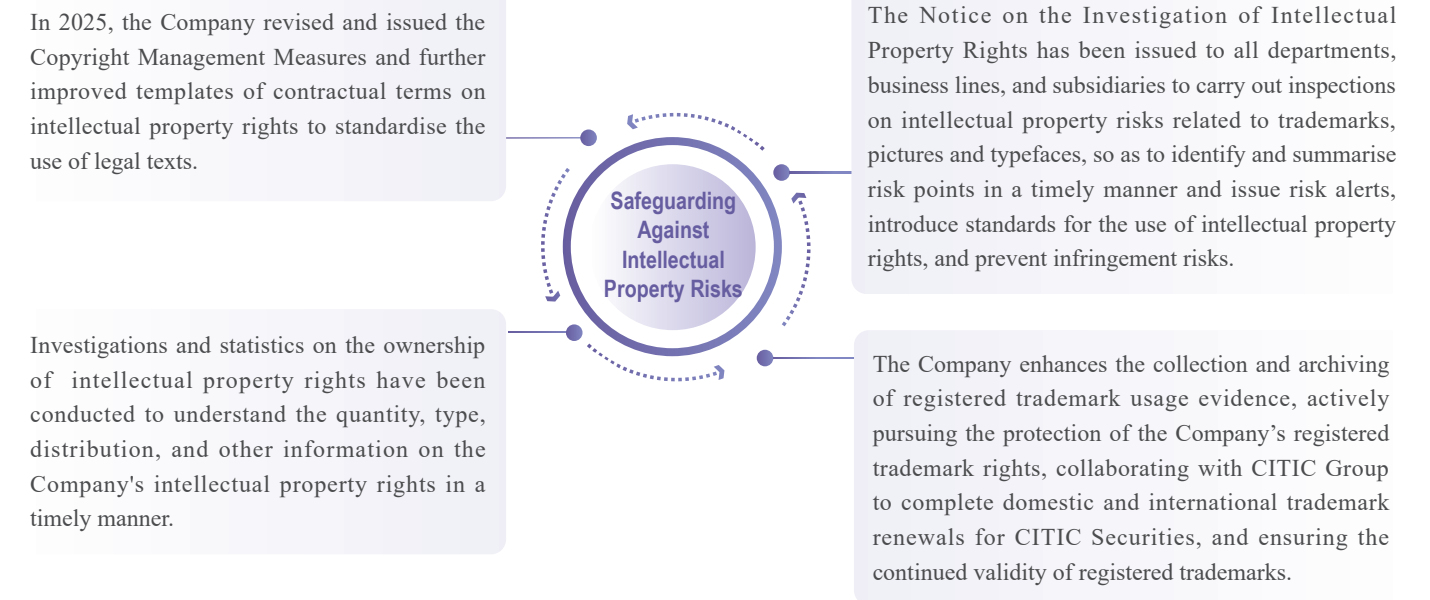 In 2025, the Company revised and issued the
Copyright Management Measures and further
improved templates of contractual terms on
intellectual property rights to standardise the
use of legal texts.
The Notice on the Investigation of Intellectual
Property Rights has been issued to all departments,
business lines, and subsidiaries to carry out inspections
on intellectual property risks related to trademarks,
pictures and typefaces, so as to identify and summarise
risk points in a timely manner and issue risk alerts,
introduce standards for the use of intellectual property
rights, and prevent infringement risks.
Safeguarding
Against
Intellectual
Property Risks
Investigations and statistics on the ownership
of intellectual property rights have been
conducted to understand the quantity, type,
distribution, and other information on the
Company's intellectual property rights in a
timely manner.
The Company enhances the collection and archiving
of registered trademark usage evidence, actively
pursuing the protection of the Company’s registered
trademark rights, collaborating with CITIC Group
to complete domestic and international trademark
renewals for CITIC Securities, and ensuring the
continued validity of registered trademarks.